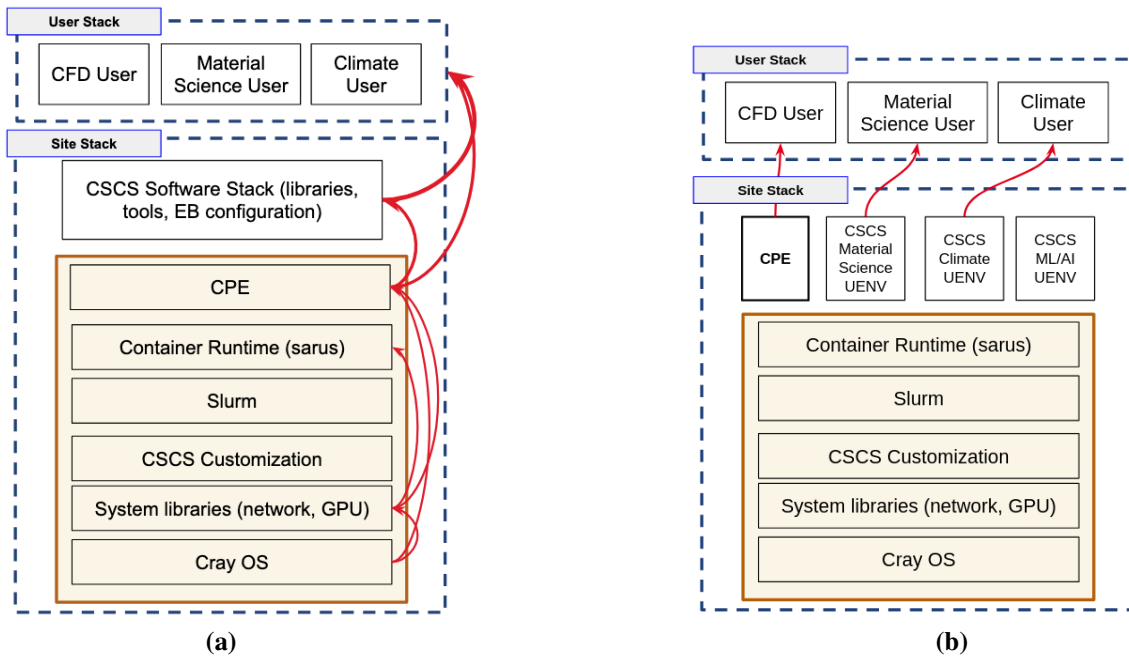 User Stack
CFD User
Material
Science User
Climate
User
Site Stack
CSCS Software Stack (libraries,
tools, EB configuration)
CPE
Container Runtime (sarus)
Slurm
CSCS Customization
System libraries (network, GPU)
Cray OS
(a)
User Stack
CFD User
Material
Science User
Climate
User
Site Stack
CPE
CSCS
Material
Science
UENV
CSCS
Climate
UENV
CSCS
ML/AI
UENV
Container Runtime (sarus)
Slurm
CSCS Customization
System libraries (network, GPU)
Cray OS
(b)